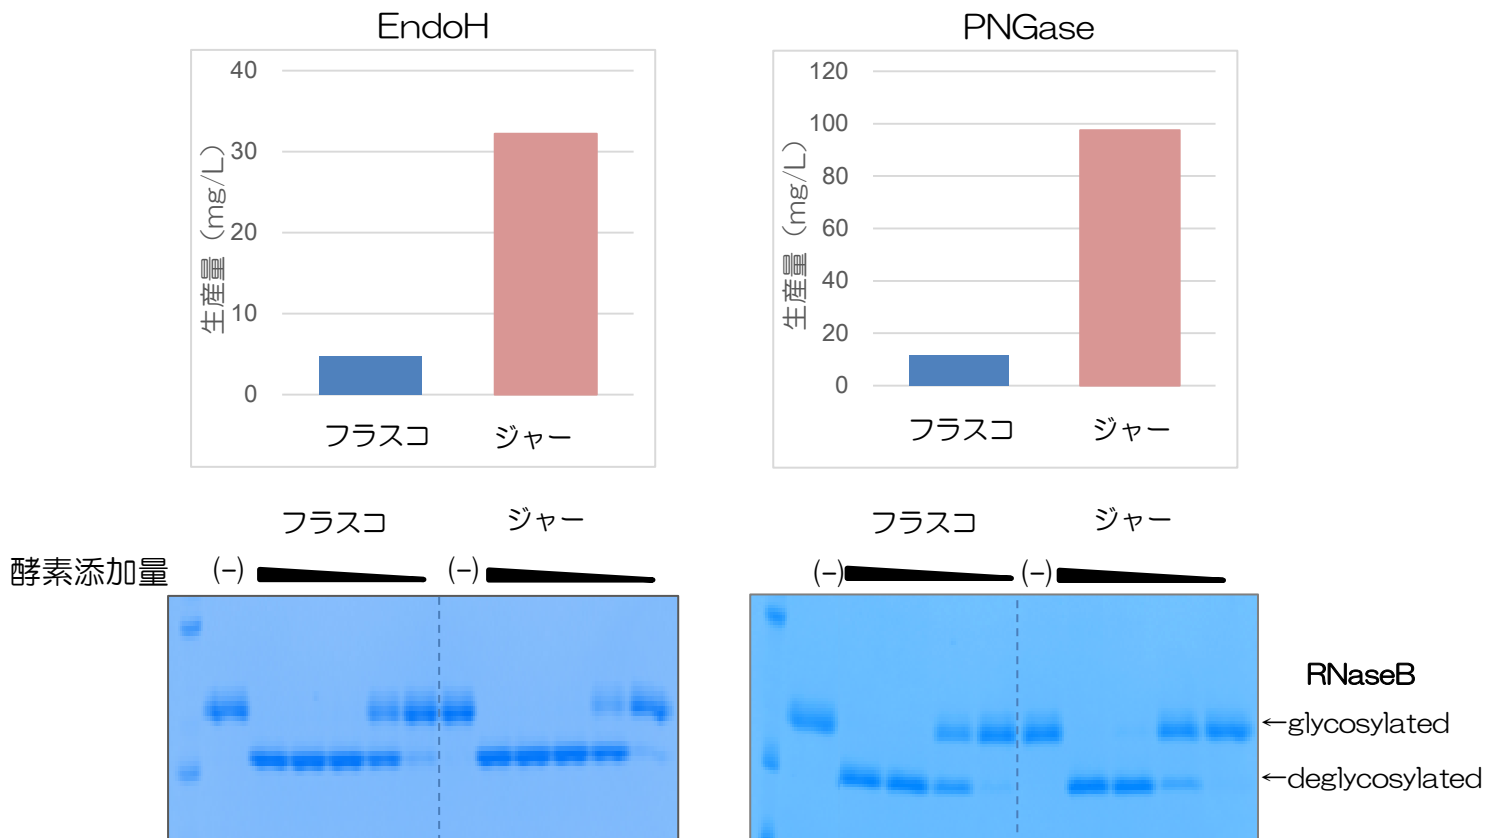 EndoH
PNGase
40
30
20
10
0
生産量（mg/L）
フラスコ
ジャー
120
100
80
60
40
20
0
生産量（mg/L）
フラスコ
ジャー
フラスコ
ジャー
フラスコ
ジャー
酵素添加量
(-)
(-)
(-)
(-)
RNaseB
←glycosylated
←deglycosylated